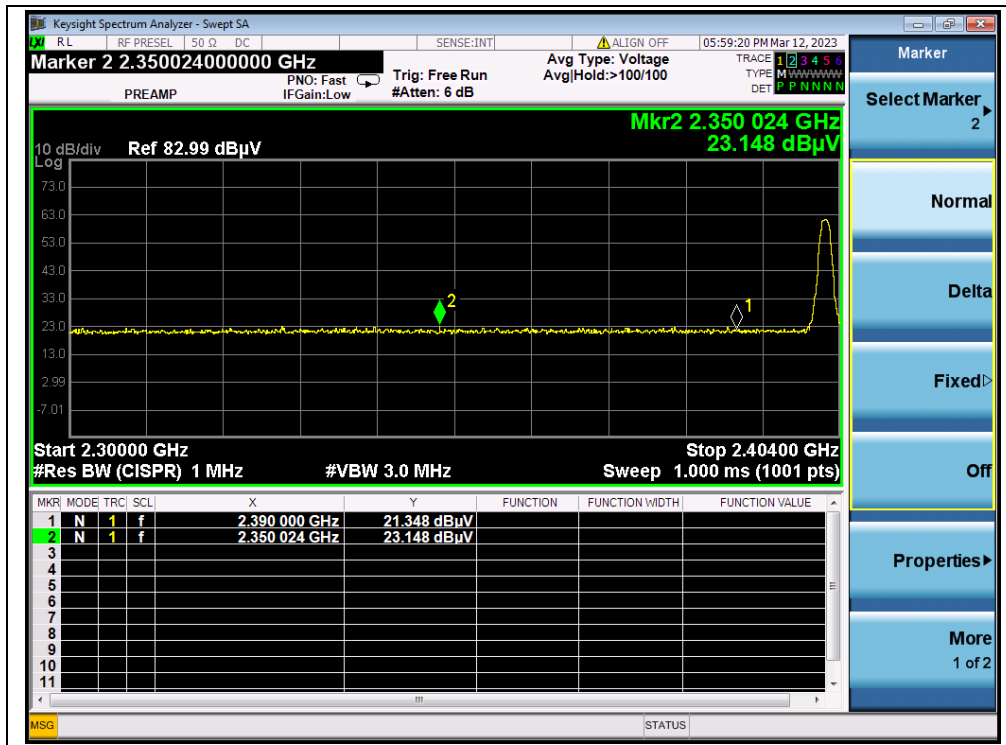 Keysight Spectrum Analyzer - Swept SA
LXI RL RF PRESEL 50 Ω DC SENSE:INT ALIGN OFF 05:59:20 PM Mar 12, 2023
Marker 2 2.350024000000 GHz
Avg Type: Voltage
TRACE 1 2 3 4 5 6
PNO: Fast Trig: Free Run Avg|Hold:>100/100
TYPE M WWWWW
PREAMP IFGain:Low #Atten: 6 dB
DET P P N N N N
Mkr2 2.350 024 GHz
10 dB/div Ref 82.99 dBµV 23.148 dBµV
Log
73.0
63.0
53.0
43.0
33.0
23.0
13.0
2.99
-7.01
2
1
Start 2.30000 GHz Stop 2.40400 GHz
#Res BW (CISPR) 1 MHz #VBW 3.0 MHz Sweep 1.000 ms (1001 pts)
MKR MODE TRC SCL X Y FUNCTION FUNCTION WIDTH FUNCTION VALUE
1 N 1 f 2.390 000 GHz 21.348 dBµV
2 N 1 f 2.350 024 GHz 23.148 dBµV
3
4
5
6
7
8
9
10
11
MSG STATUS
Marker
Select Marker
2
Normal
Delta
Fixed
Off
Properties
More
1 of 2